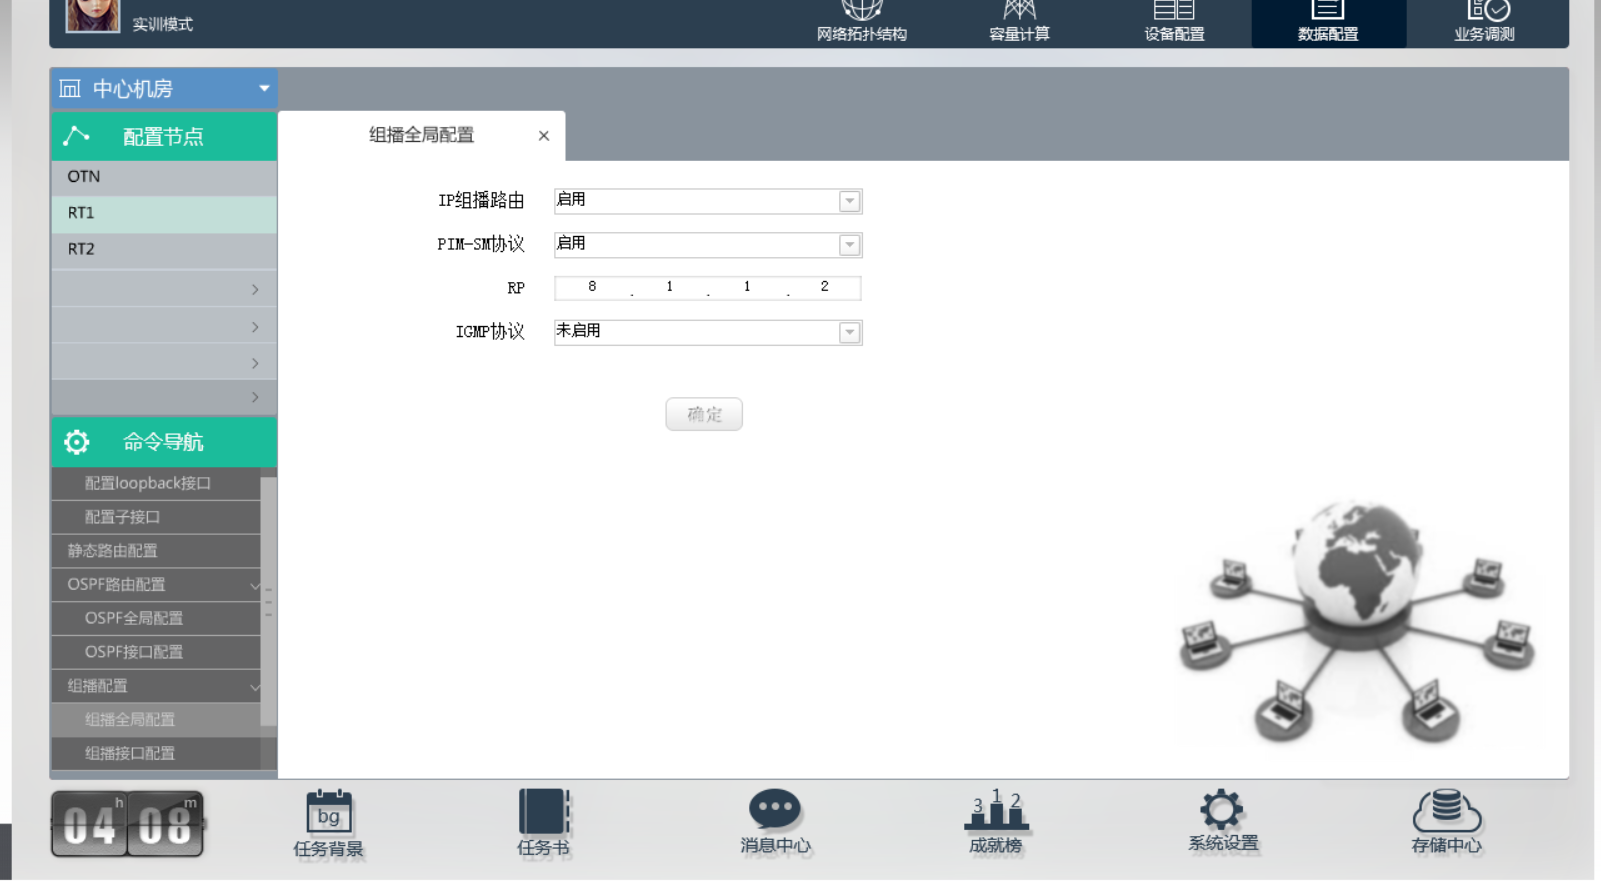 实训模式
网络拓扑结构
容量计算
设备配置
数据配置
业务调测
中心机房
配置节点
组播全局配置 ×
OTN
RT1
RT2
IP组播路由 启用
PIM-SM协议 启用
RP 8 . 1 . 1 . 2
IGMP协议 未启用
确定
命令导航
配置loopback接口
配置子接口
静态路由配置
OSPF路由配置
OSPF全局配置
OSPF接口配置
组播配置
组播全局配置
组播接口配置
04 h 08 m
bg
任务背景
任务书
消息中心
3 1 2
成就榜
系统设置
存储中心